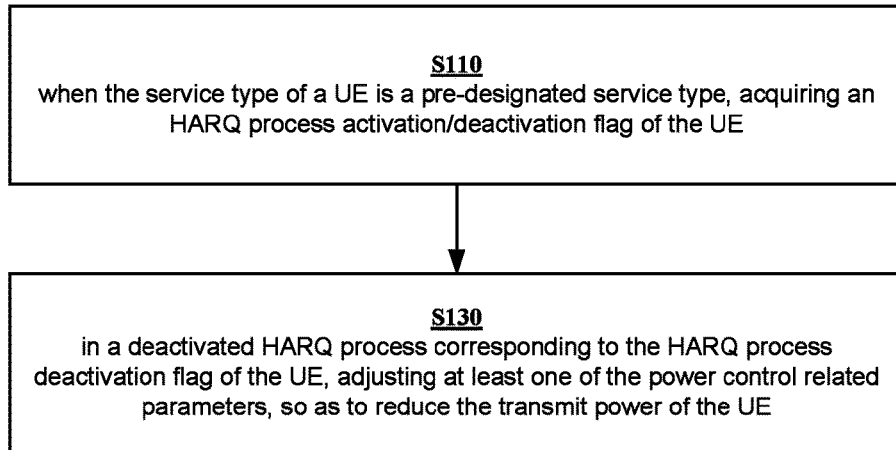 S110
when the service type of a UE is a pre-designated service type, acquiring an
HARQ process activation/deactivation flag of the UE
S130
in a deactivated HARQ process corresponding to the HARQ process
deactivation flag of the UE, adjusting at least one of the power control related
parameters, so as to reduce the transmit power of the UE